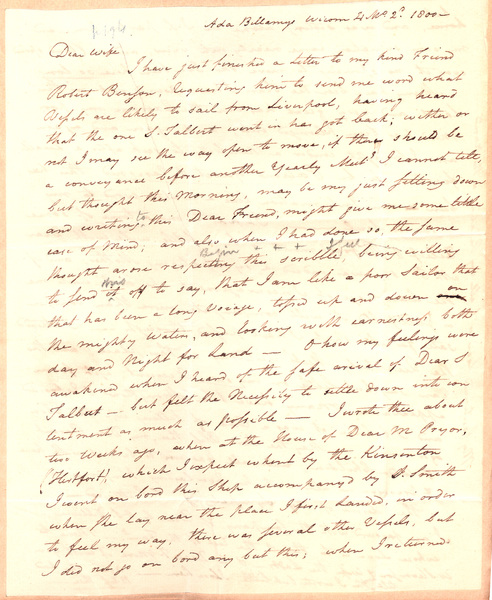 Ada Bellamys Wicom 4 Mo. 2d. 1800-
Dear Wife
I have just finished a Letter to my kind Friend
Robert Benson, requesting him to send me word what
Vessels are likely to sail from Liverpool, having heard
that the one S. Talbert went in has got back; wether or
not I may see the way open to move, if there should be
a conveyance before another Yearly Meetg. I cannot tell,
but thought this Morning, may be my just setting down
and writing to this Dear Friend, might give me some little
ease of Mind; and also when I had done so, the same
thought arose respecting this scribble, being willing
to send it off to say, that I am like a poor Sailor that
that has been a long Voyage, tossed up and down on
the mighty Water, and looking with earnestness both
day and Night for land — O how my feelings were
awakened when I heard of the safe arival of Dear S
Talbert — but felt the Necessity to settle down into con
tentment as much as possible — I wrote thee about
two Weeks ago, when at the House of Dear M Pryor,
(Hertford), which I expect whent by the Kinsenton
I went on bord this Ship accompanyd by D. Smith
when she lay near the place I first landed, in order
to feel my way, there was several other Vessels, but
I did not go on bord any but this; when I returned